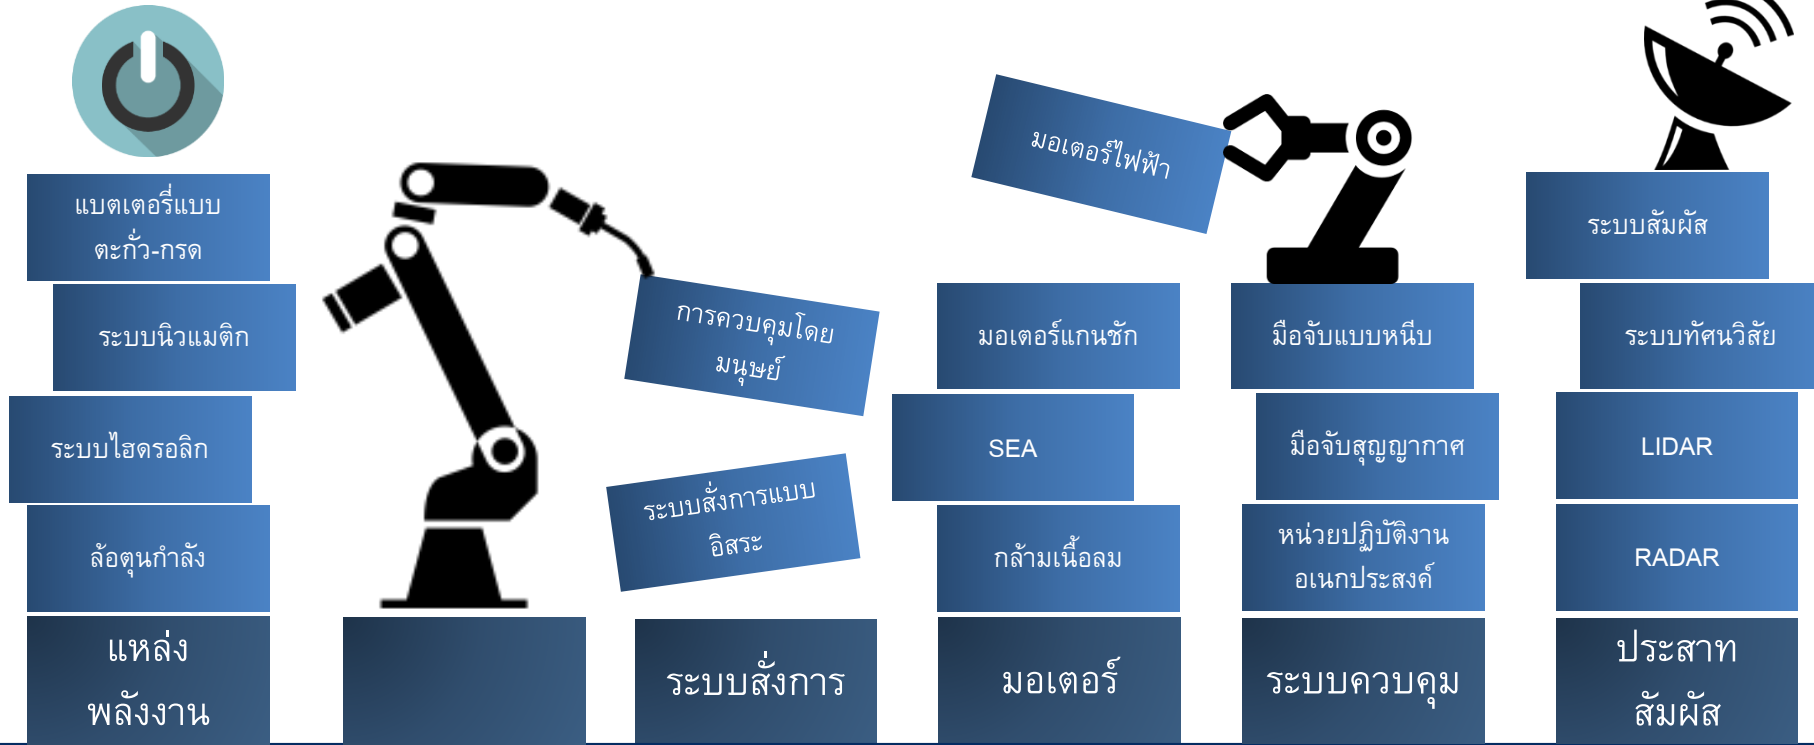 แบตเตอรี่แบบ
ตะกั่ว-กรด
ระบบนิวแมติก
ระบบไฮดรอลิก
ล้อตุนกำลัง
แหล่ง
พลังงาน
การควบคุมโดย
มนุษย์
ระบบสั่งการแบบ
อิสระ
ระบบสั่งการ
มอเตอร์ไฟฟ้า
มอเตอร์แกนชัก
SEA
กล้ามเนื้อลม
มอเตอร์
มือจับแบบหนีบ
มือจับสุญญากาศ
หน่วยปฏิบัติงาน
อเนกประสงค์
ระบบควบคุม
ระบบสัมผัส
ระบบทัศนวิสัย
LIDAR
RADAR
ประสาท
สัมผัส